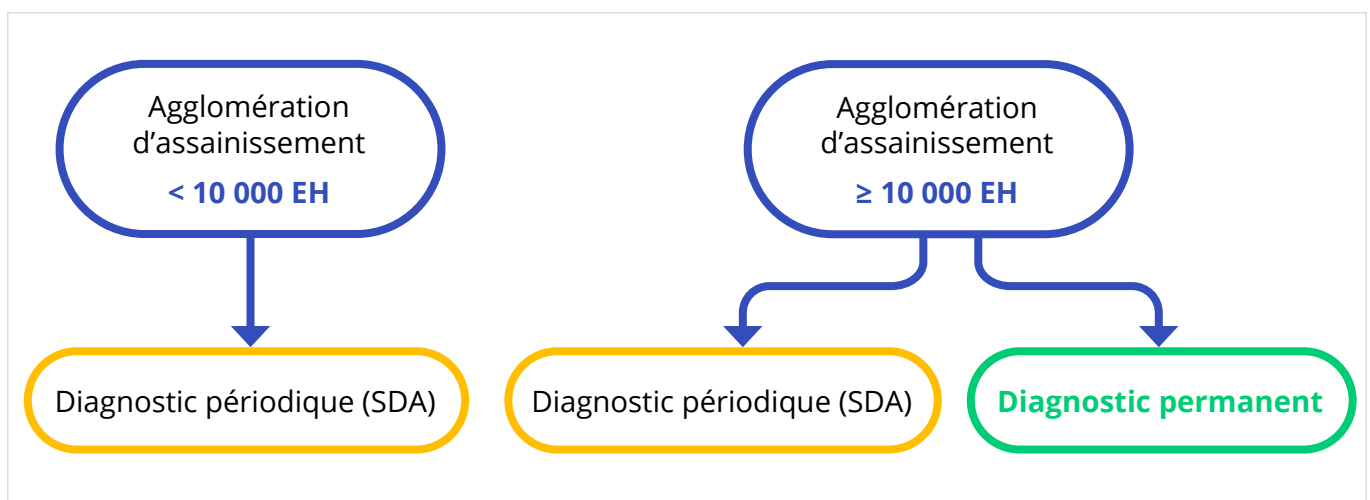 Agglomération
d’assainissement
< 10 000 EH
Agglomération
d’assainissement
≥ 10 000 EH
Diagnostic périodique (SDA)
Diagnostic périodique (SDA)
Diagnostic permanent